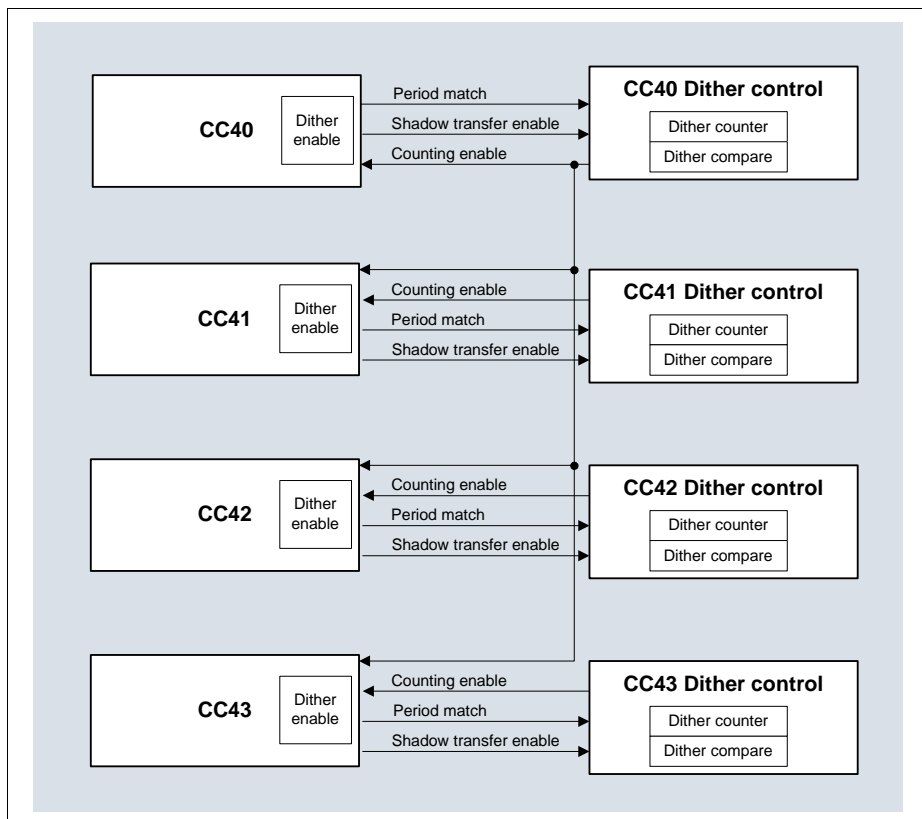 CC40
Dither
enable
Period match
Shadow transfer enable
Counting enable
CC40 Dither control
Dither counter
Dither compare
CC41
Dither
enable
Counting enable
Period match
Shadow transfer enable
CC41 Dither control
Dither counter
Dither compare
CC42
Dither
enable
Counting enable
Period match
Shadow transfer enable
CC42 Dither control
Dither counter
Dither compare
CC43
Dither
enable
Counting enable
Period match
Shadow transfer enable
CC43 Dither control
Dither counter
Dither compare